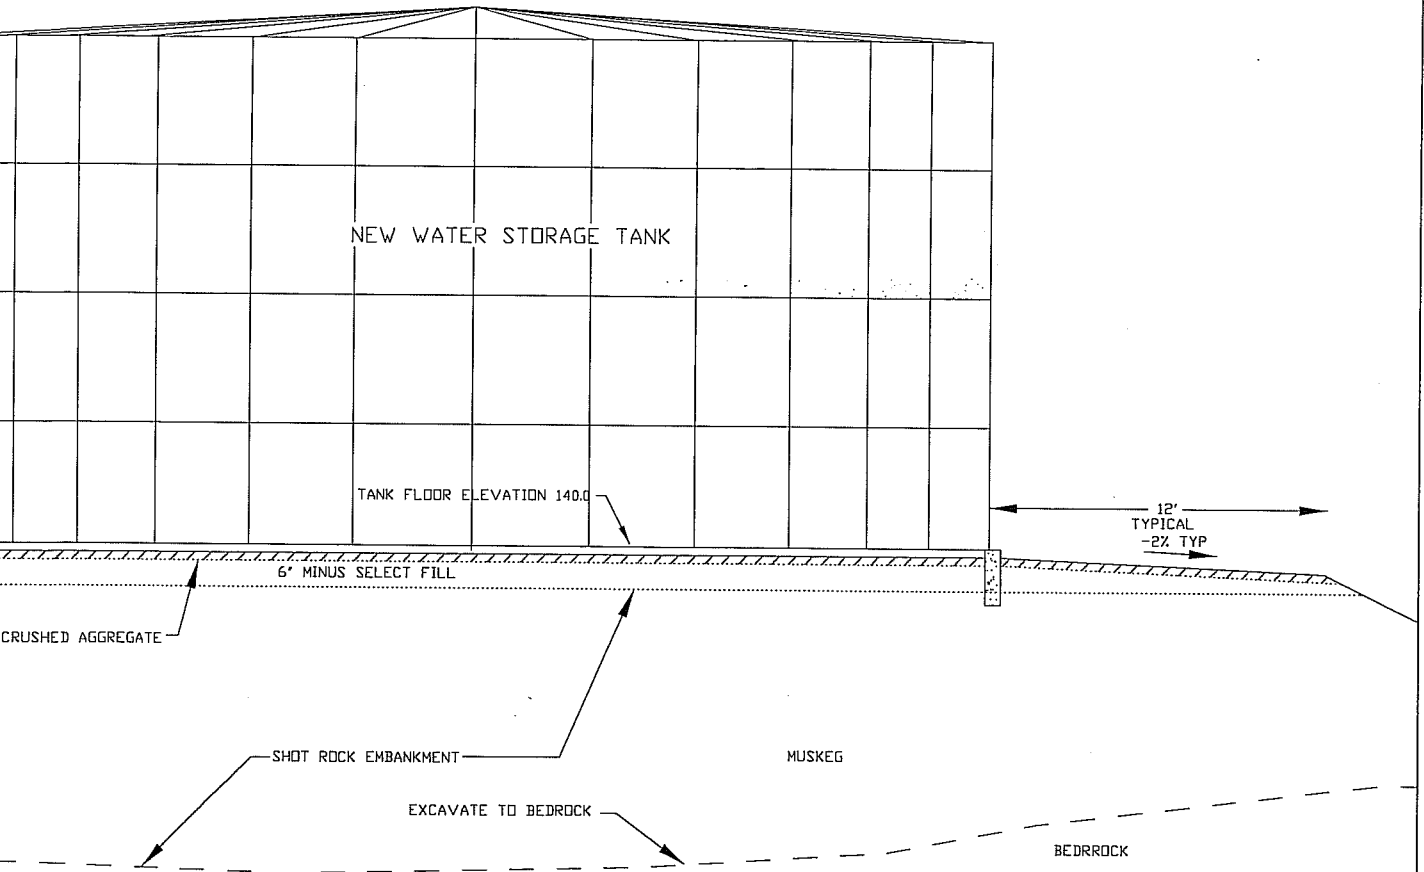 NEW WATER STORAGE TANK
TANK FLOOR ELEVATION 140.0
12'
TYPICAL
-2% TYP
6" MINUS SELECT FILL
CRUSHED AGGREGATE
SHOT ROCK EMBANKMENT
MUSKEG
EXCAVATE TO BEDROCK
BEDRROCK